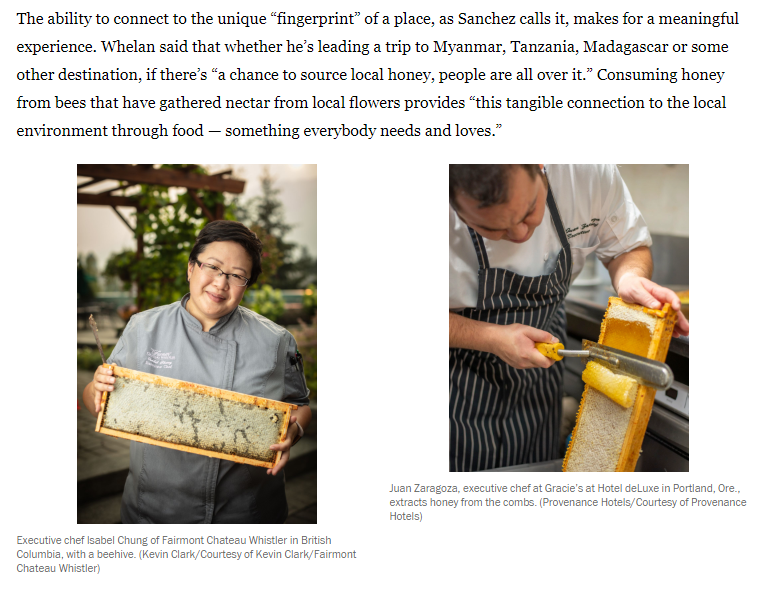 The ability to connect to the unique “fingerprint” of a place, as Sanchez calls it, makes for a meaningful
experience. Whelan said that whether he’s leading a trip to Myanmar, Tanzania, Madagascar or some
other destination, if there’s “a chance to source local honey, people are all over it.” Consuming honey
from bees that have gathered nectar from local flowers provides “this tangible connection to the local
environment through food — something everybody needs and loves.”
Executive chef Isabel Chung of Fairmont Chateau Whistler in British
Columbia, with a beehive. (Kevin Clark/Courtesy of Kevin Clark/Fairmont
Chateau Whistler)
Juan Zaragoza, executive chef at Gracie's at Hotel deLuxe in Portland, Ore.,
extracts honey from the combs. (Provenance Hotels/Courtesy of Provenance
Hotels)